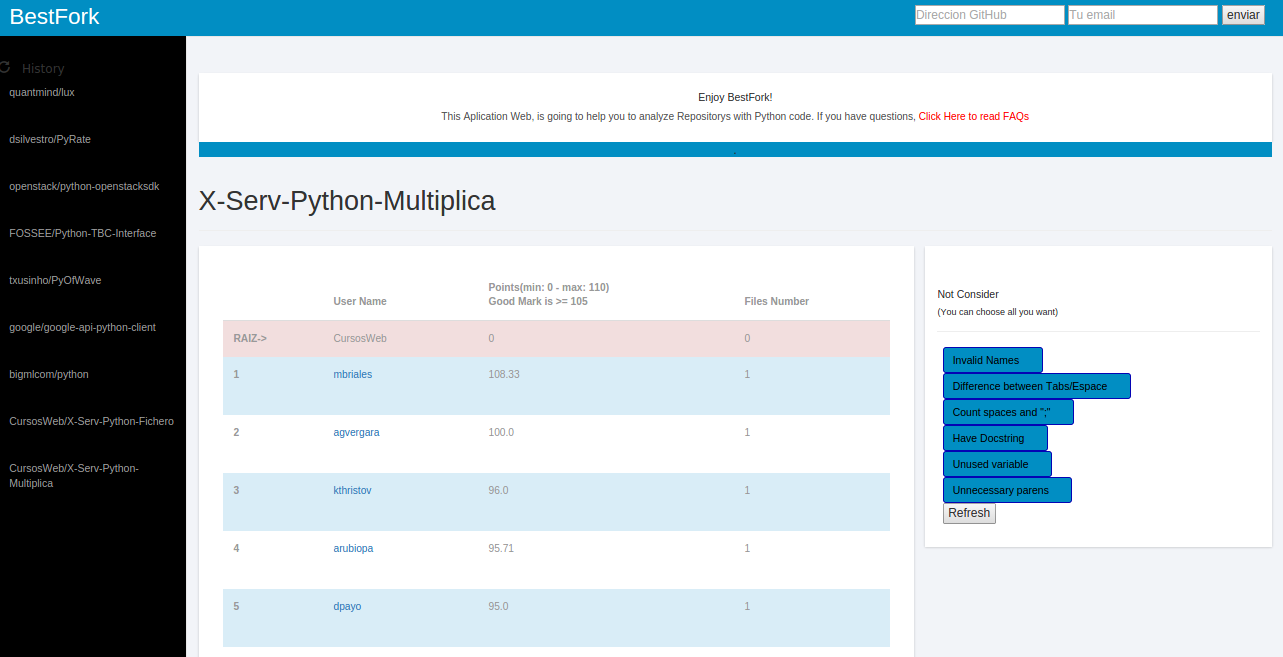 BestFork
Direccion GitHub
Tu email
enviar
History
quantmind/lux
dsilvestro/PyRate
openstack/python-openstacksdk
FOSSEE/Python-TBC-Interface
txusinho/PyOfWave
google/google-api-python-client
bigmlcom/python
CursosWeb/X-Serv-Python-Fichero
CursosWeb/X-Serv-Python-
Multiplica
Enjoy BestFork!
This Aplication Web, is going to help you to analyze Repositorys with Python code. If you have questions, Click Here to read FAQs
.
X-Serv-Python-Multiplica
User Name
Points(min: 0 - max: 110)
Good Mark is >= 105
Files Number
RAIZ-> CursosWeb 0 0
1 mbriales 108.33 1
2 agvergara 100.0 1
3 kthristov 96.0 1
4 arubiopa 95.71 1
5 dpayo 95.0 1
Not Consider
(You can choose all you want)
Invalid Names
Difference between Tabs/Espace
Count spaces and ";"
Have Docstring
Unused variable
Unnecessary parens
Refresh